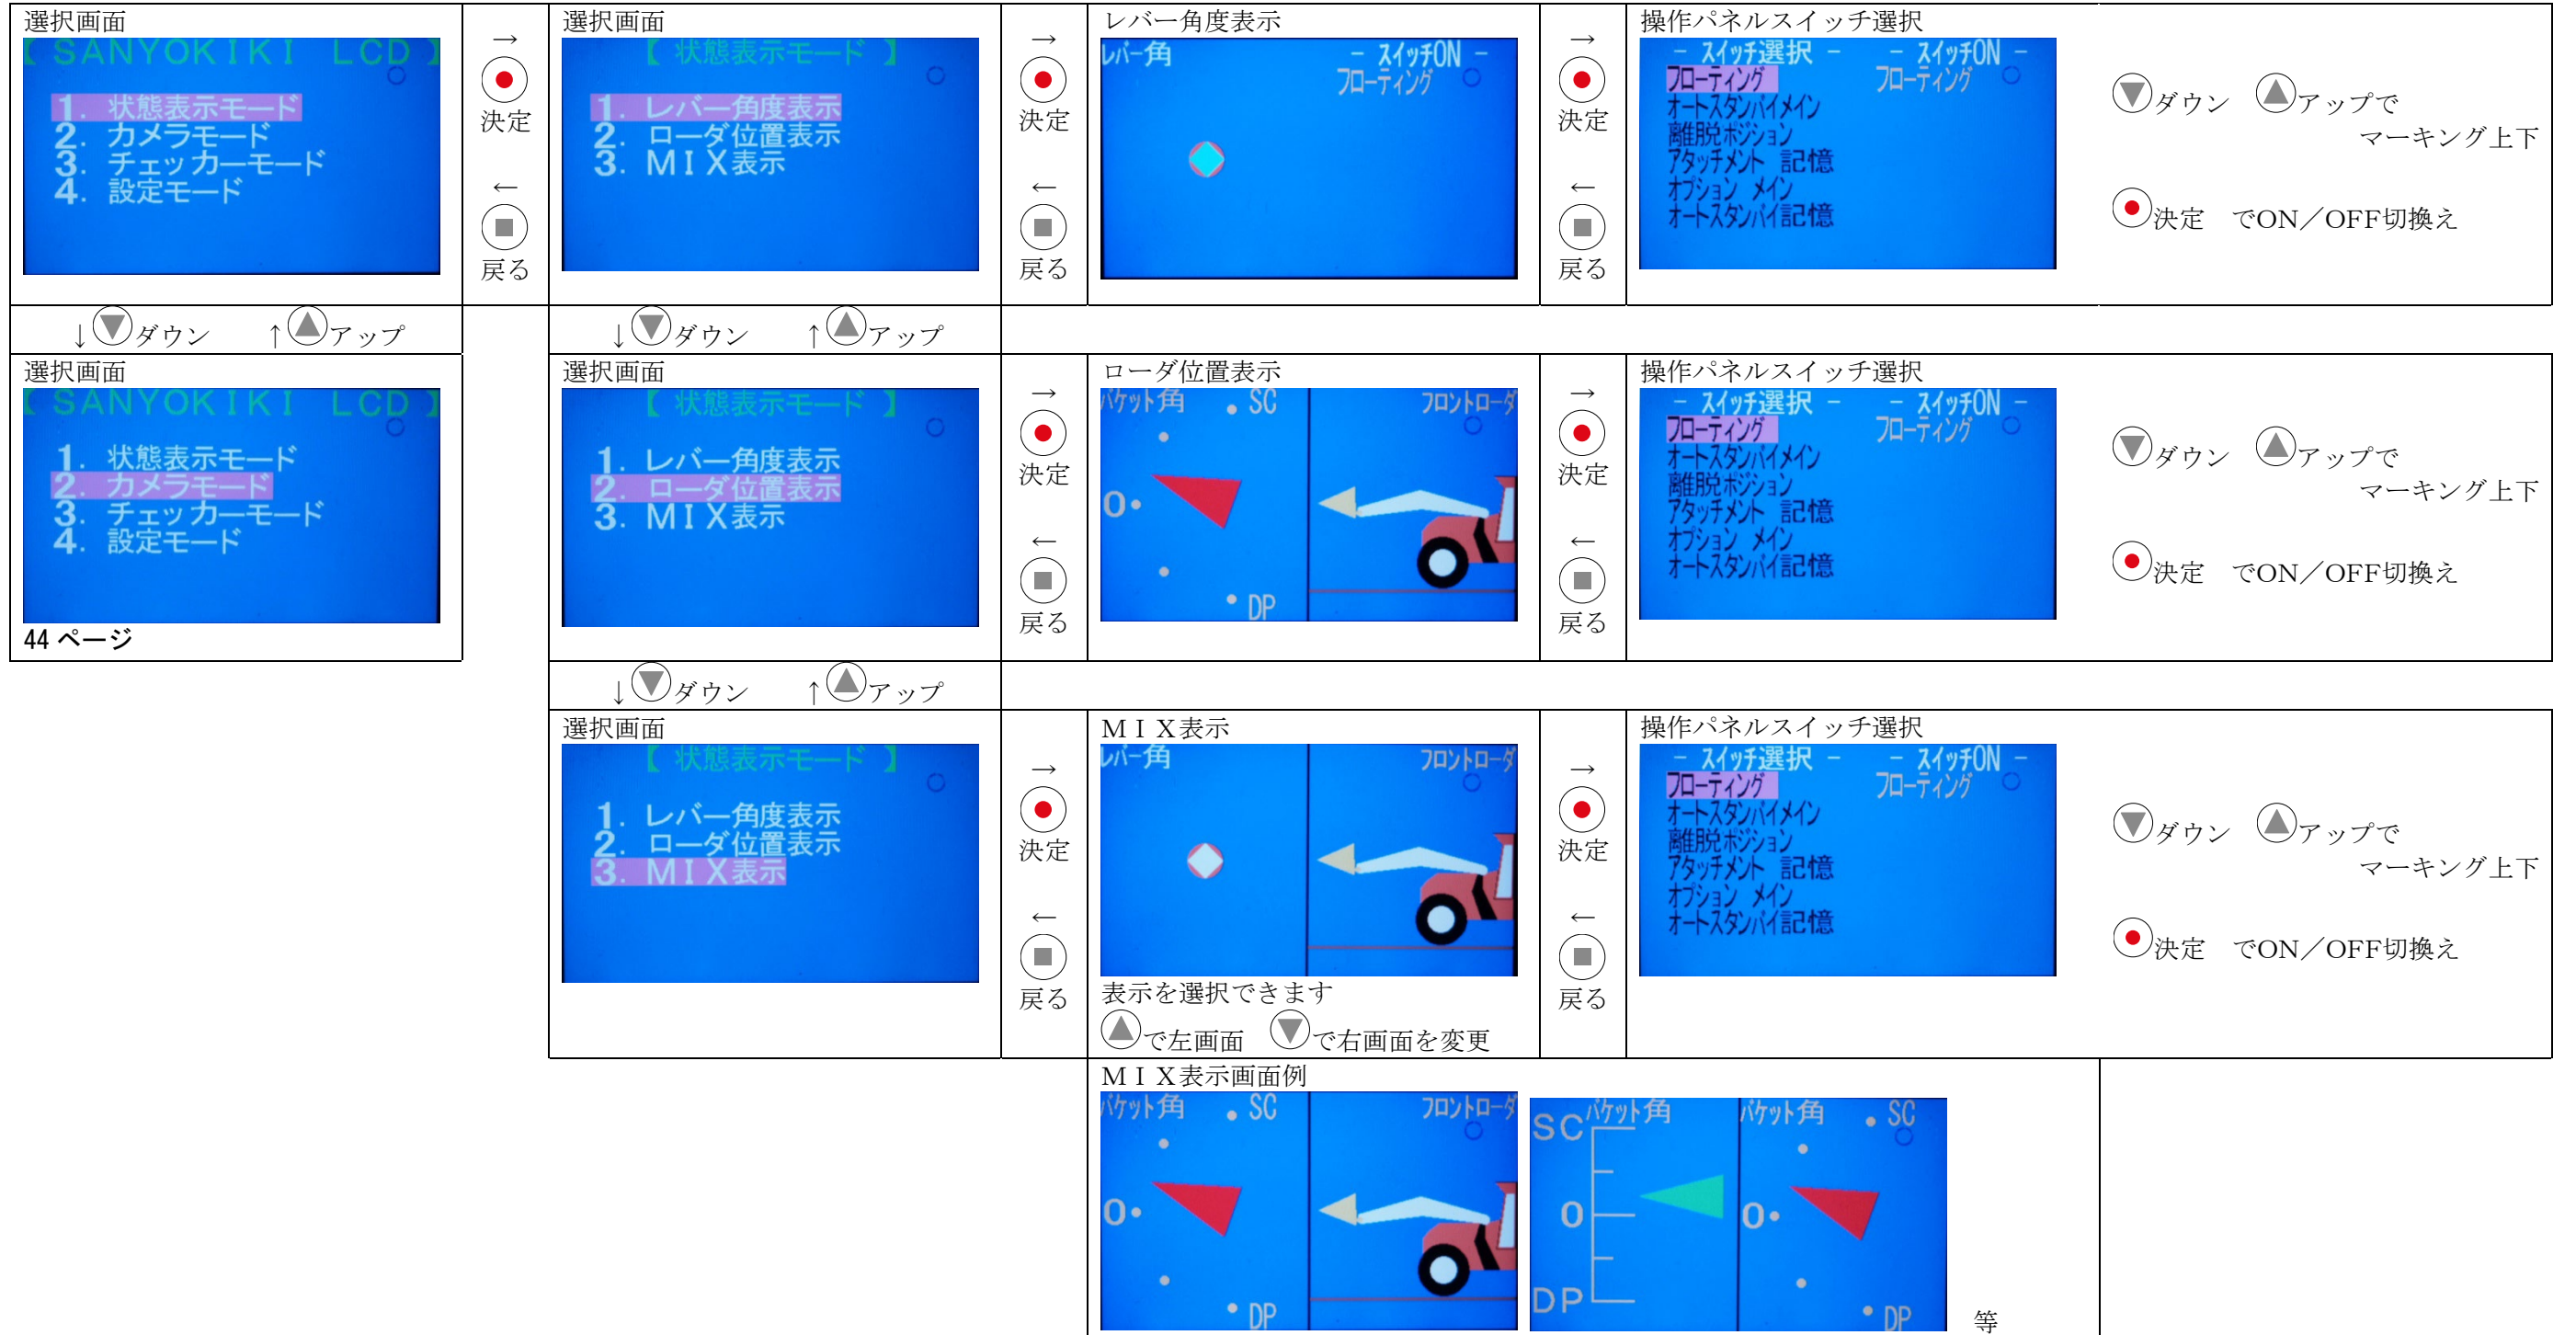 選択画面
【 SANYOKIKI LCD 】
1. 状態表示モード
2. カメラモード
3. チェッカーモード
4. 設定モード
→
決定
←
戻る
選択画面
【 状態表示モード 】
1. レバー角度表示
2. ローダ位置表示
3. MIX表示
→
決定
←
戻る
レバー角度表示
レバー角
- スイッチON -
フローティング
→
決定
←
戻る
操作パネルスイッチ選択
- スイッチ選択 - - スイッチON -
フローティング フローティング
オートスタンバイメイン
離脱ポジション
アタッチメント 記憶
オプション メイン
オートスタンバイ記憶
ダウン アップで
マーキング上下
決定 でON/OFF切換え
↓ダウン ↑アップ
↓ダウン ↑アップ
選択画面
【 SANYOKIKI LCD 】
1. 状態表示モード
2. カメラモード
3. チェッカーモード
4. 設定モード
44 ページ
選択画面
【 状態表示モード 】
1. レバー角度表示
2. ローダ位置表示
3. MIX表示
→
決定
←
戻る
ローダ位置表示
バケット角 SC フロントローダ
0
DP
→
決定
←
戻る
操作パネルスイッチ選択
- スイッチ選択 - - スイッチON -
フローティング フローティング
オートスタンバイメイン
離脱ポジション
アタッチメント 記憶
オプション メイン
オートスタンバイ記憶
ダウン アップで
マーキング上下
決定 でON/OFF切換え
↓ダウン ↑アップ
選択画面
【 状態表示モード 】
1. レバー角度表示
2. ローダ位置表示
3. MIX表示
→
決定
←
戻る
MIX表示
レバー角 フロントローダ
表示を選択できます
▲で左画面 ▼で右画面を変更
→
決定
←
戻る
操作パネルスイッチ選択
- スイッチ選択 - - スイッチON -
フローティング フローティング
オートスタンバイメイン
離脱ポジション
アタッチメント 記憶
オプション メイン
オートスタンバイ記憶
ダウン アップで
マーキング上下
決定 でON/OFF切換え
MIX表示画面例
バケット角 SC フロントローダ
0
DP
SC バケット角 バケット角 SC
0 0
DP DP
等